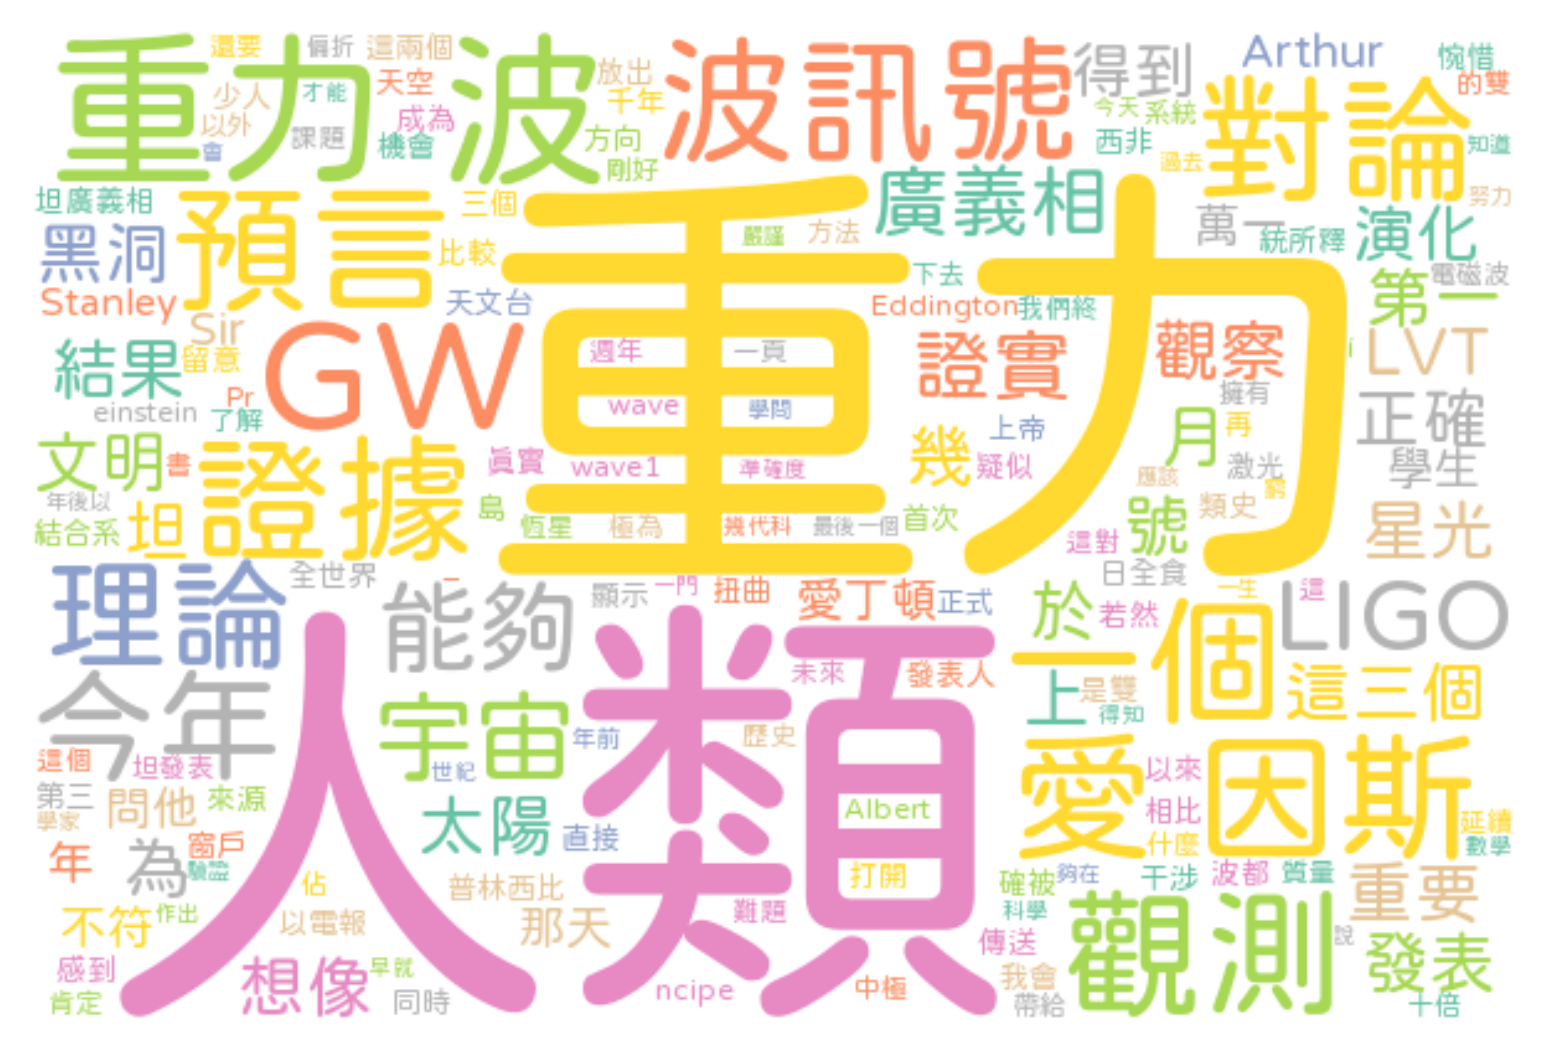 重力波
波訊號
得到
Arthur
惋惜
的雙
還要
偏折
這兩個
天空
放出
千年
少人
才能
以外
成為
會
課題
機會
方向
剛好
今天
系統
西非
過去
對論
知道
努力
坦廣義相
預言
三個
廣義相
萬一
統所釋
演化
黑洞
比較
嚴謹
方法
下去
第一
電磁波
Stanley
Sir
天文台
重力
Eddington
我們終
結果
留意
GW
週年
一頁
證實
觀察
LVT
Pr
einstein
了解
wave
學問
擁有
正確
文明
書
證據
真實
wave1
準確度
幾
上帝
疑似
月
再
激光
學生
應該
窮
年後以
結合系
坦
島
恆星
極為
幾代科
最後一個
首次
這對
號
類史
星光
理論
全世界
能夠
顯示
一門
扭曲
愛丁頓
正式
日全食
於
若然
一生
這
LIGO
今年
人類
未來
發表人
一個
上
是雙
得知
這三個
宇宙
年前
歷史
世紀
這個
坦發表
第三
學家
問他
來源
太陽
直接
Albert
愛因斯
以來
相比
什麼
延續
數學
年
為
窗戶
驗證
佔
普林西比
打開
確被
夠在
干涉
波都
質量
重要
科學
不符
作出
以電報
那天
難題
傳送
觀測
說
發表
感到
想像
早就
我會
肯定
同時
ncipe
中極
帶給
十倍